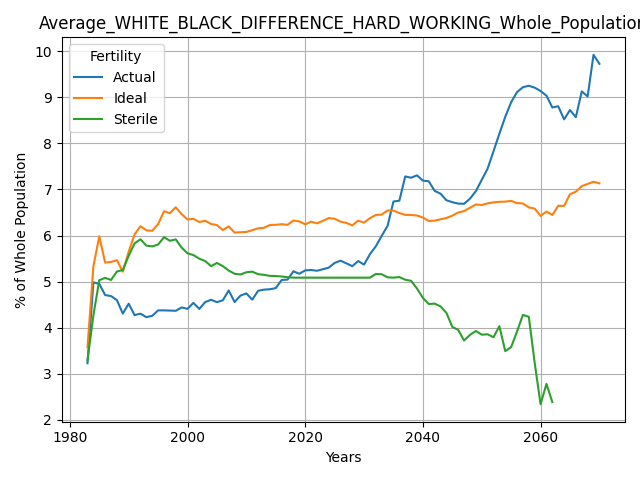 Average_WHITE_BLACK_DIFFERENCE_HARD_WORKING_Whole_Population
Fertility
Actual
Ideal
Sterile
% of Whole Population
10
9
8
7
6
5
4
3
2
1980
2000
2020
2040
2060
Years